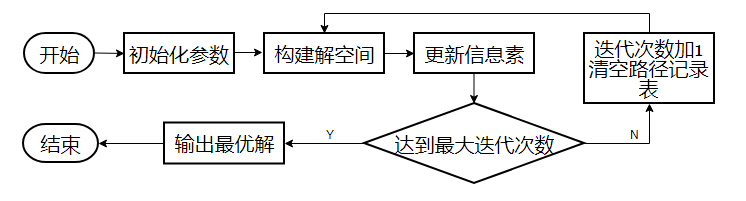 开始
初始化参数
构建解空间
更新信息素
迭代次数加1
清空路径记录
表
结束
输出最优解
Y
达到最大迭代次数
N